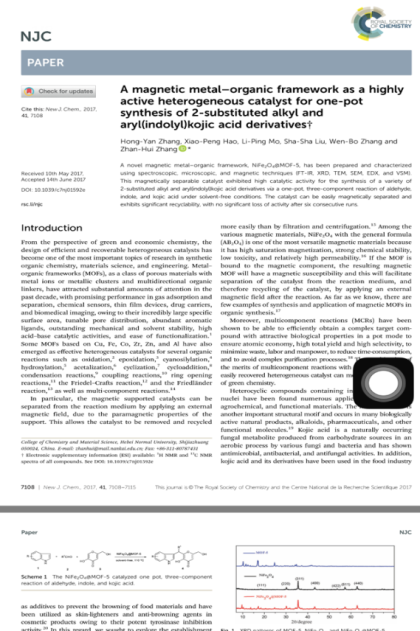 ROYAL SOCIETY
OF CHEMISTRY
NJC
PAPER
Check for updates
Cite this: New J. Chem., 2017,
41, 7108
Received 10th May 2017,
Accepted 14th June 2017
DOI: 10.1039/c7nj01592e
rsc.li/njc
A magnetic metal–organic framework as a highly
active heterogeneous catalyst for one-pot
synthesis of 2-substituted alkyl and
aryl(indolyl)kojic acid derivatives†
Hong-Yan Zhang, Xiao-Peng Hao, Li-Ping Mo, Sha-Sha Liu, Wen-Bo Zhang and
Zhan-Hui Zhang *
A novel magnetic metal–organic framework, NiFe₂O₄@MOF-5, has been prepared and characterized
using spectroscopic, microscopic, and magnetic techniques (FT-IR, XRD, TEM, SEM, EDX, and VSM).
This magnetically separable catalyst exhibited high catalytic activity for the synthesis of a variety of
2-substituted alkyl and aryl(indolyl)kojic acid derivatives via a one-pot, three-component reaction of aldehyde,
indole, and kojic acid under solvent-free conditions. The catalyst can be easily magnetically separated and
exhibits significant recyclability, with no significant loss of activity after six consecutive runs.
Introduction
From the perspective of green and economic chemistry, the
design of efficient and recoverable heterogeneous catalysts has
become one of the most important topics of research in synthetic
organic chemistry, materials science, and engineering. Metal–
organic frameworks (MOFs), as a class of porous materials with
metal ions or metallic clusters and multidirectional organic
linkers, have attracted substantial amounts of attention in the
past decade, with promising performance in gas adsorption and
separation, chemical sensors, thin film devices, drug carriers,
and biomedical imaging, owing to their incredibly large specific
surface area, tunable pore distribution, abundant aromatic
ligands, outstanding mechanical and solvent stability, high
acid-base catalytic activities, and ease of functionalization.¹
Some MOFs based on Cu, Fe, Co, Zr, Zn, and Al have also
emerged as effective heterogeneous catalysts for several organic
reactions such as oxidation,² epoxidation,³ cyanosilylation,⁴
hydroxylation,⁵ acetalization,⁶ cyclization,⁷ cycloaddition,⁸
condensation reactions,⁹ coupling reactions,¹⁰ ring opening
reactions,¹¹ the Friedel–Crafts reaction,¹² and the Friedländer
reaction,¹³ as well as multi-component reactions.¹⁴
In particular, the magnetic supported catalysts can be
separated from the reaction medium by applying an external
magnetic field, due to the paramagnetic properties of the
support. This allows the catalyst to be removed and recycled
College of Chemistry and Material Science, Hebei Normal University, Shijiazhuang
050024, China. E-mail: zhanhui@mail.nankai.edu.cn; Fax: +86-311-80787431
† Electronic supplementary information (ESI) available: ¹H NMR and ¹³C NMR
spectra of all compounds. See DOI: 10.1039/c7nj01592e
more easily than by filtration and centrifugation.¹⁵ Among the
various magnetic materials, NiFe₂O₄ with the general formula
(AB₂O₄) is one of the most versatile magnetic materials because
it has high saturation magnetization, strong chemical stability,
low toxicity, and relatively high permeability.¹⁶ If the MOF is
bound to the magnetic component, the resulting magnetic
MOF will have a magnetic susceptibility and this will facilitate
separation of the catalyst from the reaction medium, and
therefore recycling of the catalyst, by applying an external
magnetic field after the reaction. As far as we know, there are
few examples of synthesis and application of magnetic MOFs in
organic synthesis.¹⁷
Moreover, multicomponent reactions (MCRs) have been
shown to be able to efficiently obtain a complex target com-
pound with attractive biological properties in a pot mode to
ensure atomic economy, high total yield and high selectivity, to
minimize waste, labor and manpower, to reduce time consumption,
and to avoid complex purification processes.¹⁸
the merits of multicomponent reactions with
easily recovered heterogeneous catalyst can
of green chemistry.
Heterocyclic compounds containing
nuclei have been found numerous appli
agrochemical, and functional materials. The
another important structural motif and occurs in many biologically
active natural products, alkaloids, pharmaceuticals, and other
functional molecules.¹⁹ Kojic acid is a naturally occurring
fungal metabolite produced from carbohydrate sources in an
aerobic process by various fungi and bacteria and has shown
antimicrobial, antibacterial, and antifungal activities. In addition,
kojic acid and its derivatives have been used in the food industry
7108 | New J. Chem., 2017, 41, 7108–7115
This journal is © The Royal Society of Chemistry and the Centre National de la Recherche Scientifique 2017
Paper
NJC
Scheme 1 The NiFe₂O₄@MOF-5 catalyzed one pot, three-component
reaction of aldehyde, indole, and kojic acid.
as additives to prevent the browning of food materials and have
been utilized as skin-lighteners and anti-browning agents in
cosmetic products owing to their potent tyrosinase inhibition